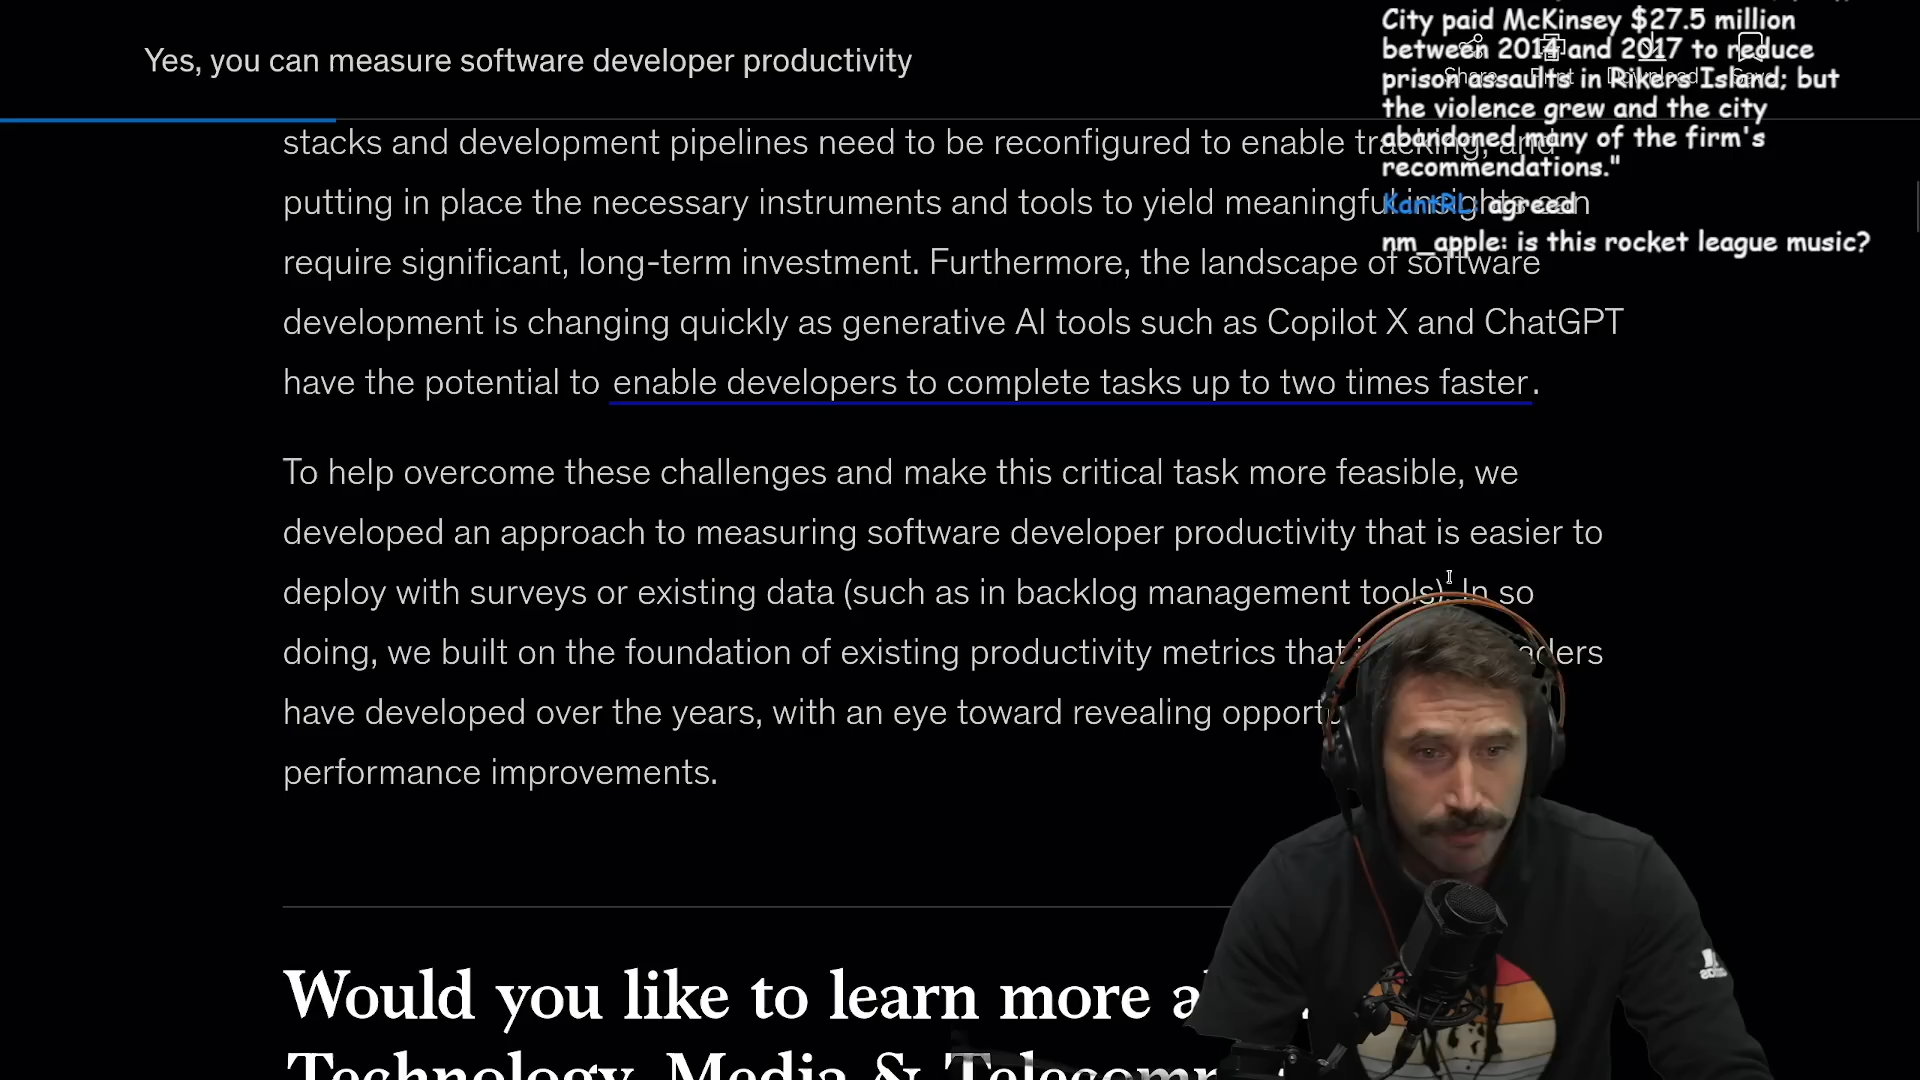 Yes, you can measure software developer productivity
Share Print Download Save
City paid McKinsey $27.5 million
between 2014 and 2017 to reduce
prison assaults in Rikers Island; but
the violence grew and the city
abandoned many of the firm's
recommendations."
KantRL: agreed
nm_apple: is this rocket league music?
stacks and development pipelines need to be reconfigured to enable tracking, and
putting in place the necessary instruments and tools to yield meaningful insights can
require significant, long-term investment. Furthermore, the landscape of software
development is changing quickly as generative AI tools such as Copilot X and ChatGPT
have the potential to enable developers to complete tasks up to two times faster.
To help overcome these challenges and make this critical task more feasible, we
developed an approach to measuring software developer productivity that is easier to
deploy with surveys or existing data (such as in backlog management tools). In so
doing, we built on the foundation of existing productivity metrics that
have developed over the years, with an eye toward revealing
performance improvements.
Would you like to learn more
Technology, Media &